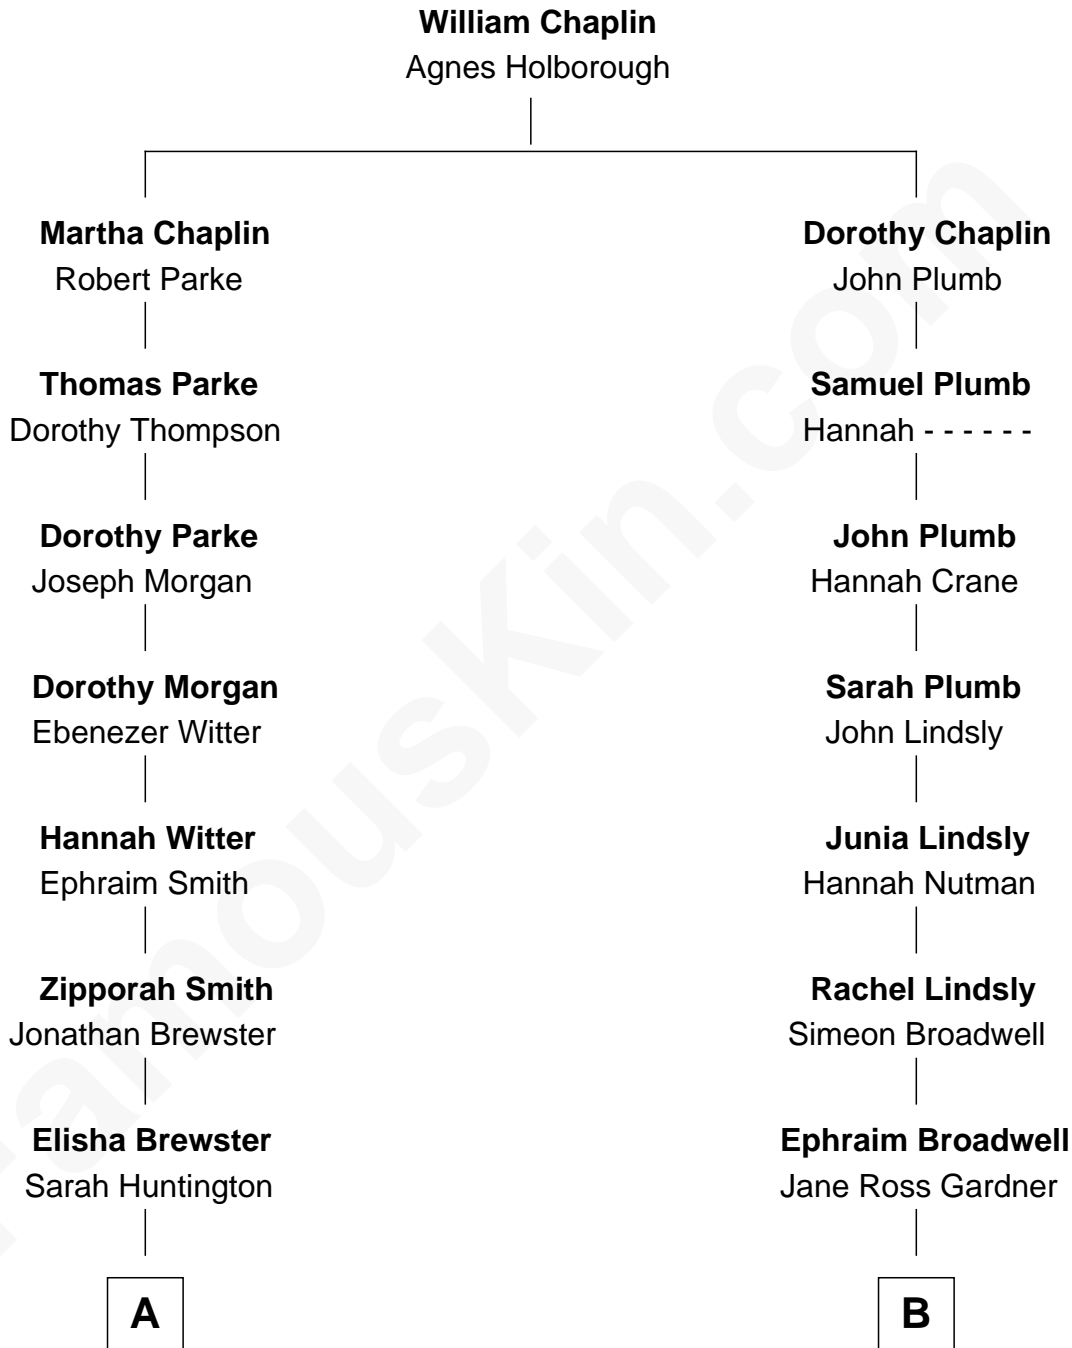 William Chaplin
Agnes Holborough
Martha Chaplin
Robert Parke
Thomas Parke
Dorothy Thompson
Dorothy Parke
Joseph Morgan
Dorothy Morgan
Ebenezer Witter
Hannah Witter
Ephraim Smith
Zipporah Smith
Jonathan Brewster
Elisha Brewster
Sarah Huntington
A
Dorothy Chaplin
John Plumb
Samuel Plumb
Hannah - - - - - -
John Plumb
Hannah Crane
Sarah Plumb
John Lindsly
Junia Lindsly
Hannah Nutman
Rachel Lindsly
Simeon Broadwell
Ephraim Broadwell
Jane Ross Gardner
B
FamousKin.com